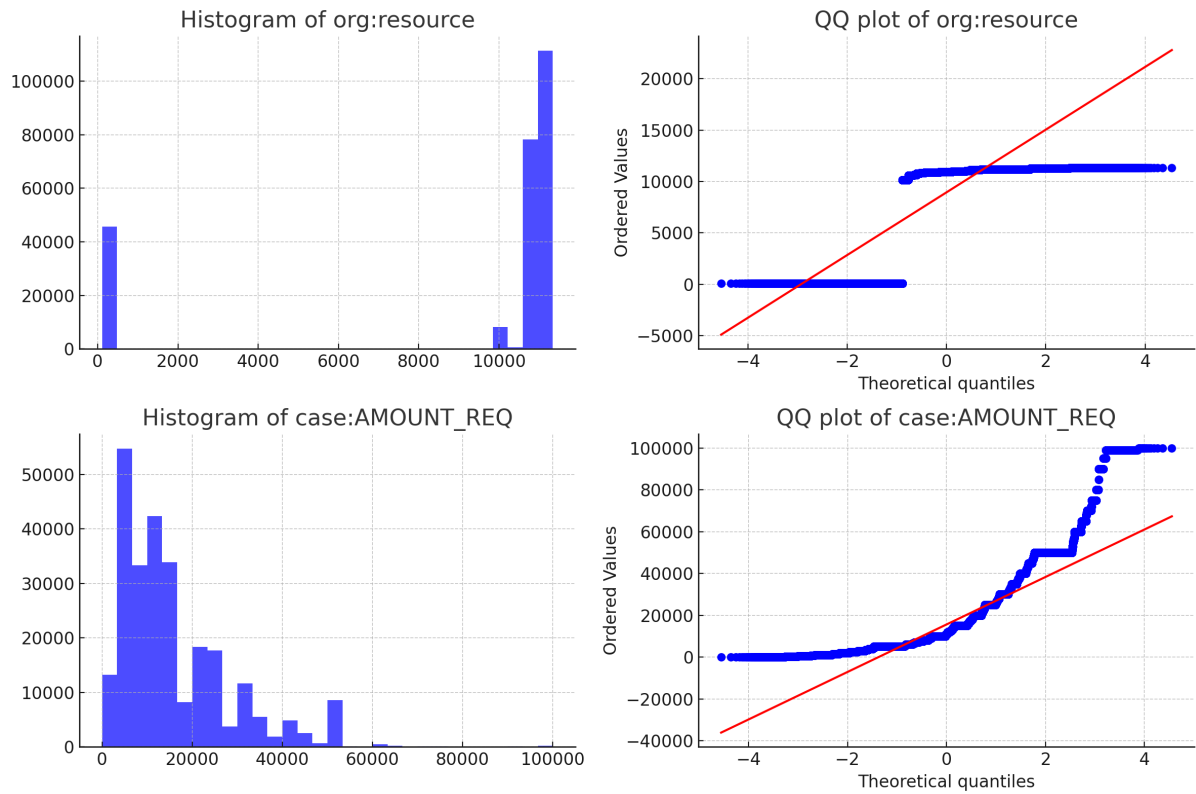 Histogram of org:resource
100000
80000
60000
40000
20000
0
0 2000 4000 6000 8000 10000
QQ plot of org:resource
Ordered Values
20000
15000
10000
5000
0
−5000
−4 −2 0 2 4
Theoretical quantiles
Histogram of case:AMOUNT_REQ
50000
40000
30000
20000
10000
0
0 20000 40000 60000 80000 100000
QQ plot of case:AMOUNT_REQ
Ordered Values
100000
80000
60000
40000
20000
0
−20000
−40000
−4 −2 0 2 4
Theoretical quantiles